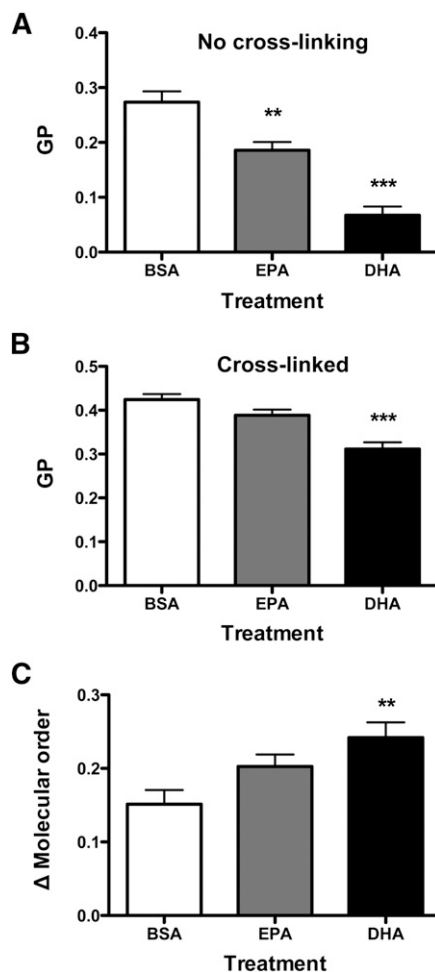 A
No cross-linking
0.4
0.3
0.2
0.1
0.0
GP
**
***
BSA EPA DHA
Treatment
B
Cross-linked
0.5
0.4
0.3
0.2
0.1
0.0
GP
***
BSA EPA DHA
Treatment
C
0.3
0.2
0.1
0.0
Δ Molecular order
**
BSA EPA DHA
Treatment